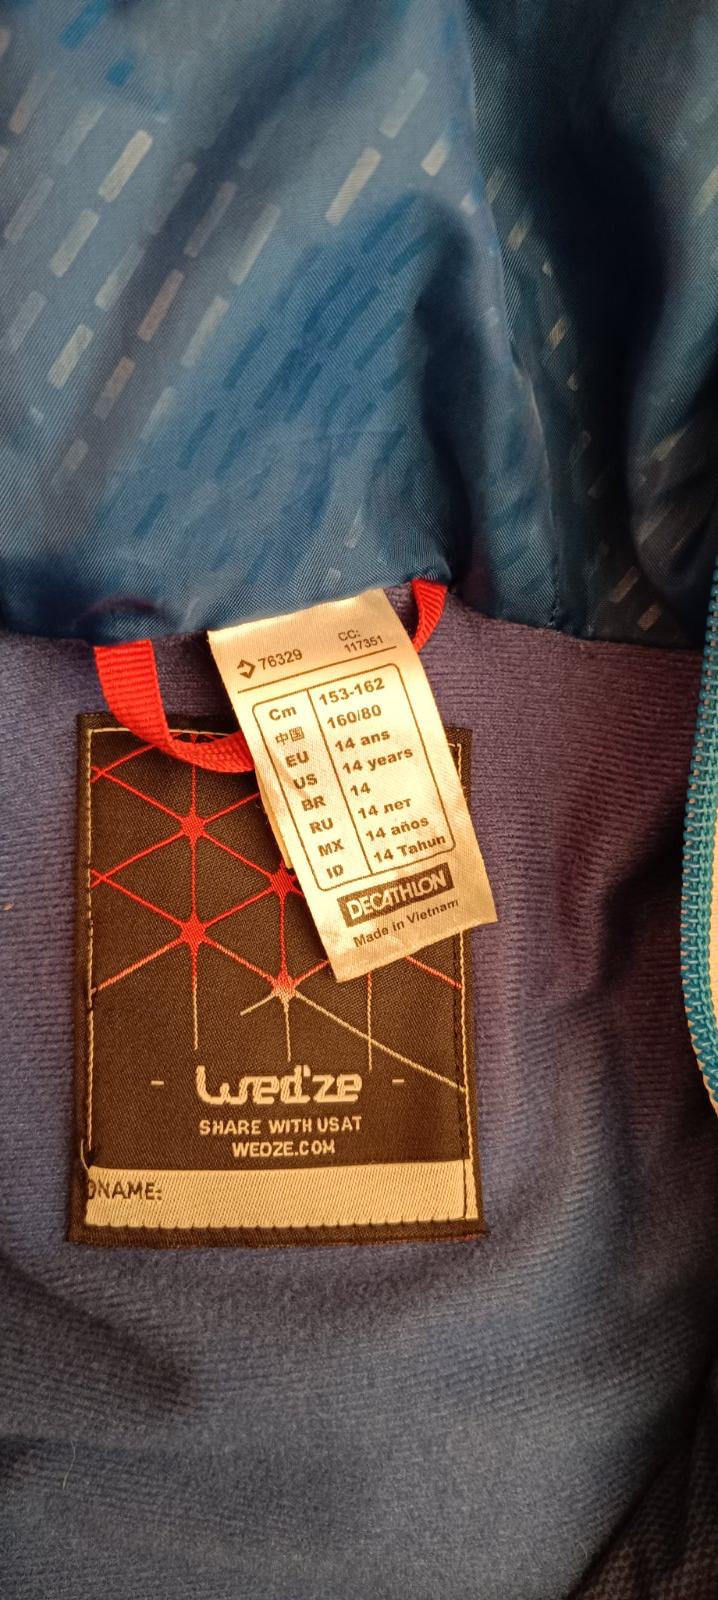 76329
CC:
117351
Cm 153-162
中国 160/80
EU 14 ans
US 14 years
BR 14
RU 14 лет
MX 14 años
ID 14 Tahun
DECATHLON
Made in Vietnam
- Wed'ze -
SHARE WITH US AT
WEDZE.COM
NAME: